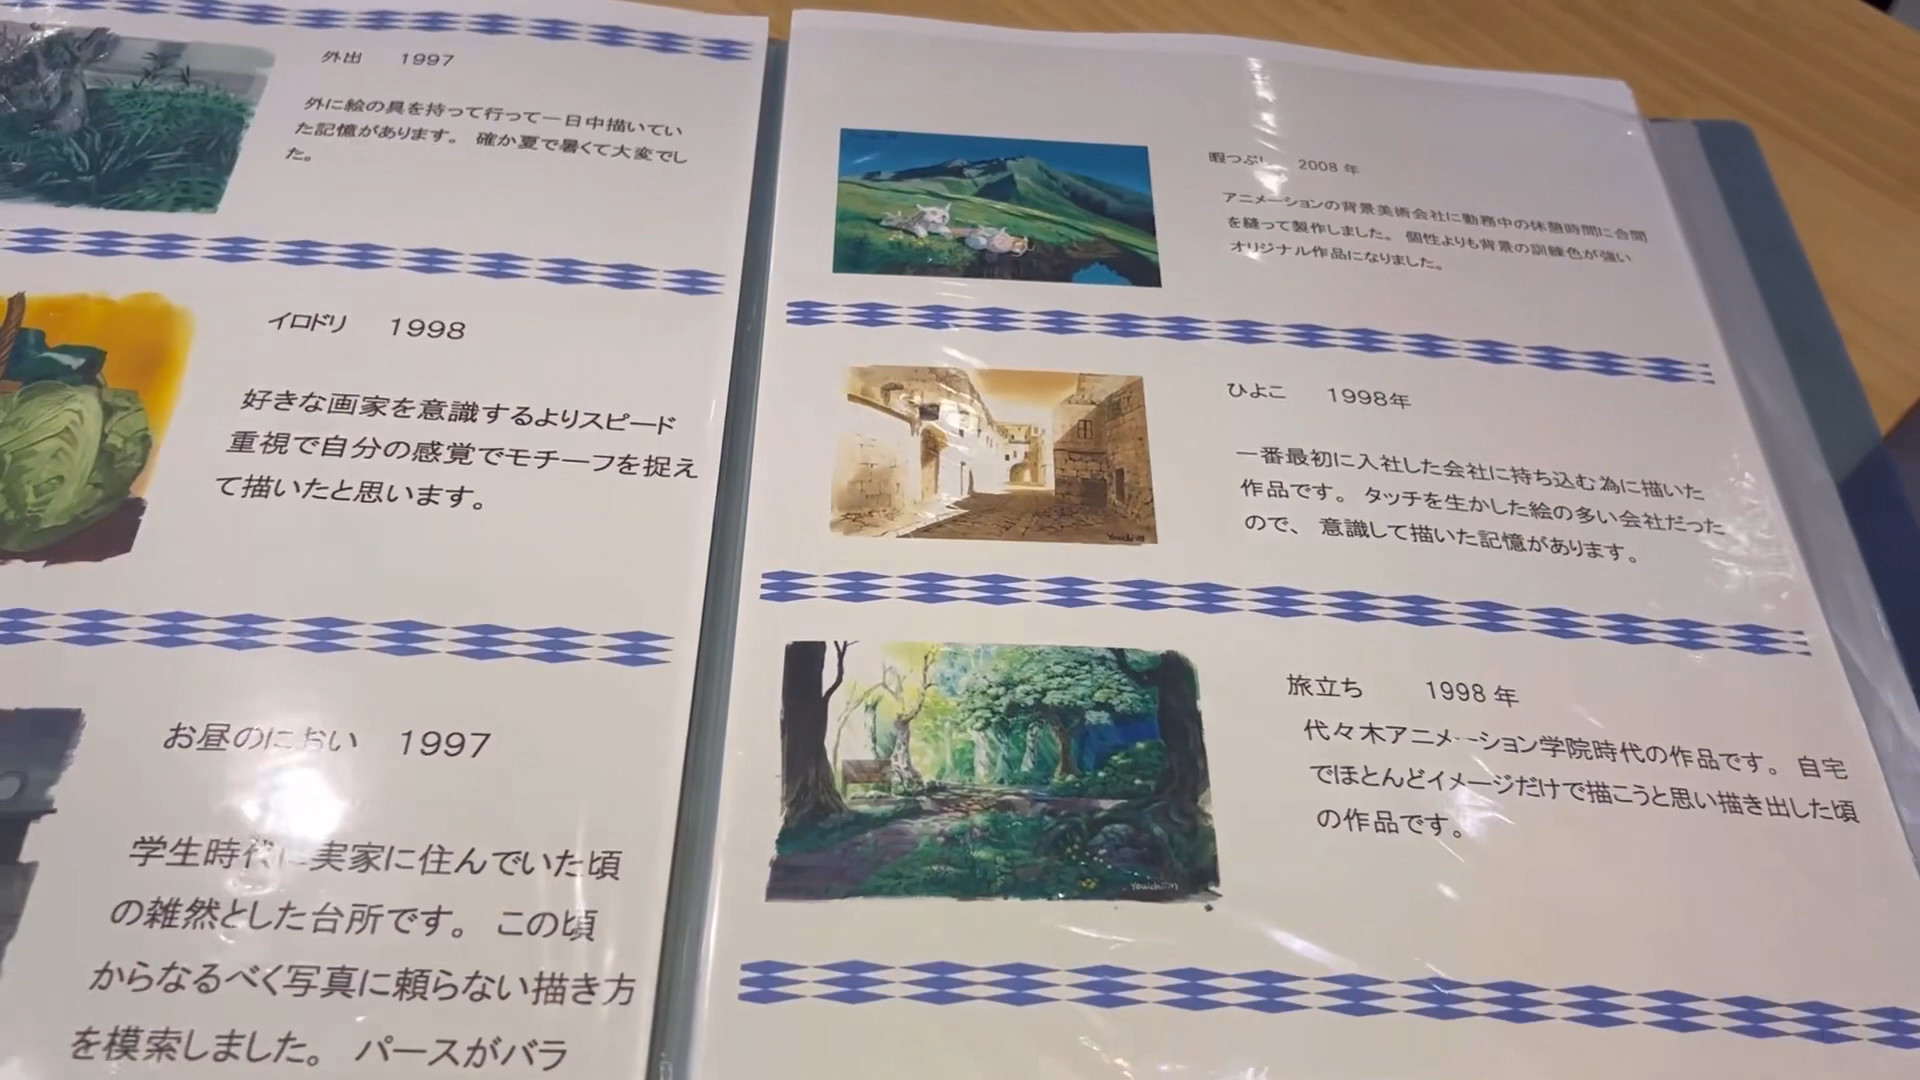 外出 1997
外に絵の具を持って行って一日中描いてい
た記憶があります。 確か夏で暑くて大変でし
た。
イロドリ 1998
好きな画家を意識するよりスピード
重視で自分の感覚でモチーフを捉え
て描いたと思います。
お昼のにおい 1997
学生時代に実家に住んでいた頃
の雑然とした台所です。 この頃
からなるべく写真に頼らない描き方
を模索しました。 パースがバラ
暇つぶし 2008 年
アニメーションの背景美術会社に勤務中の休憩時間に合間
を縫って製作しました。 個性よりも背景の訓練色が強い
オリジナル作品になりました。
ひよこ 1998年
一番最初に入社した会社に持ち込む為に描いた
作品です。 タッチを生かした絵の多い会社だった
ので、 意識して描いた記憶があります。
旅立ち 1998 年
代々木アニメーション学院時代の作品です。 自宅
でほとんどイメージだけで描こうと思い描き出した頃
の作品です。